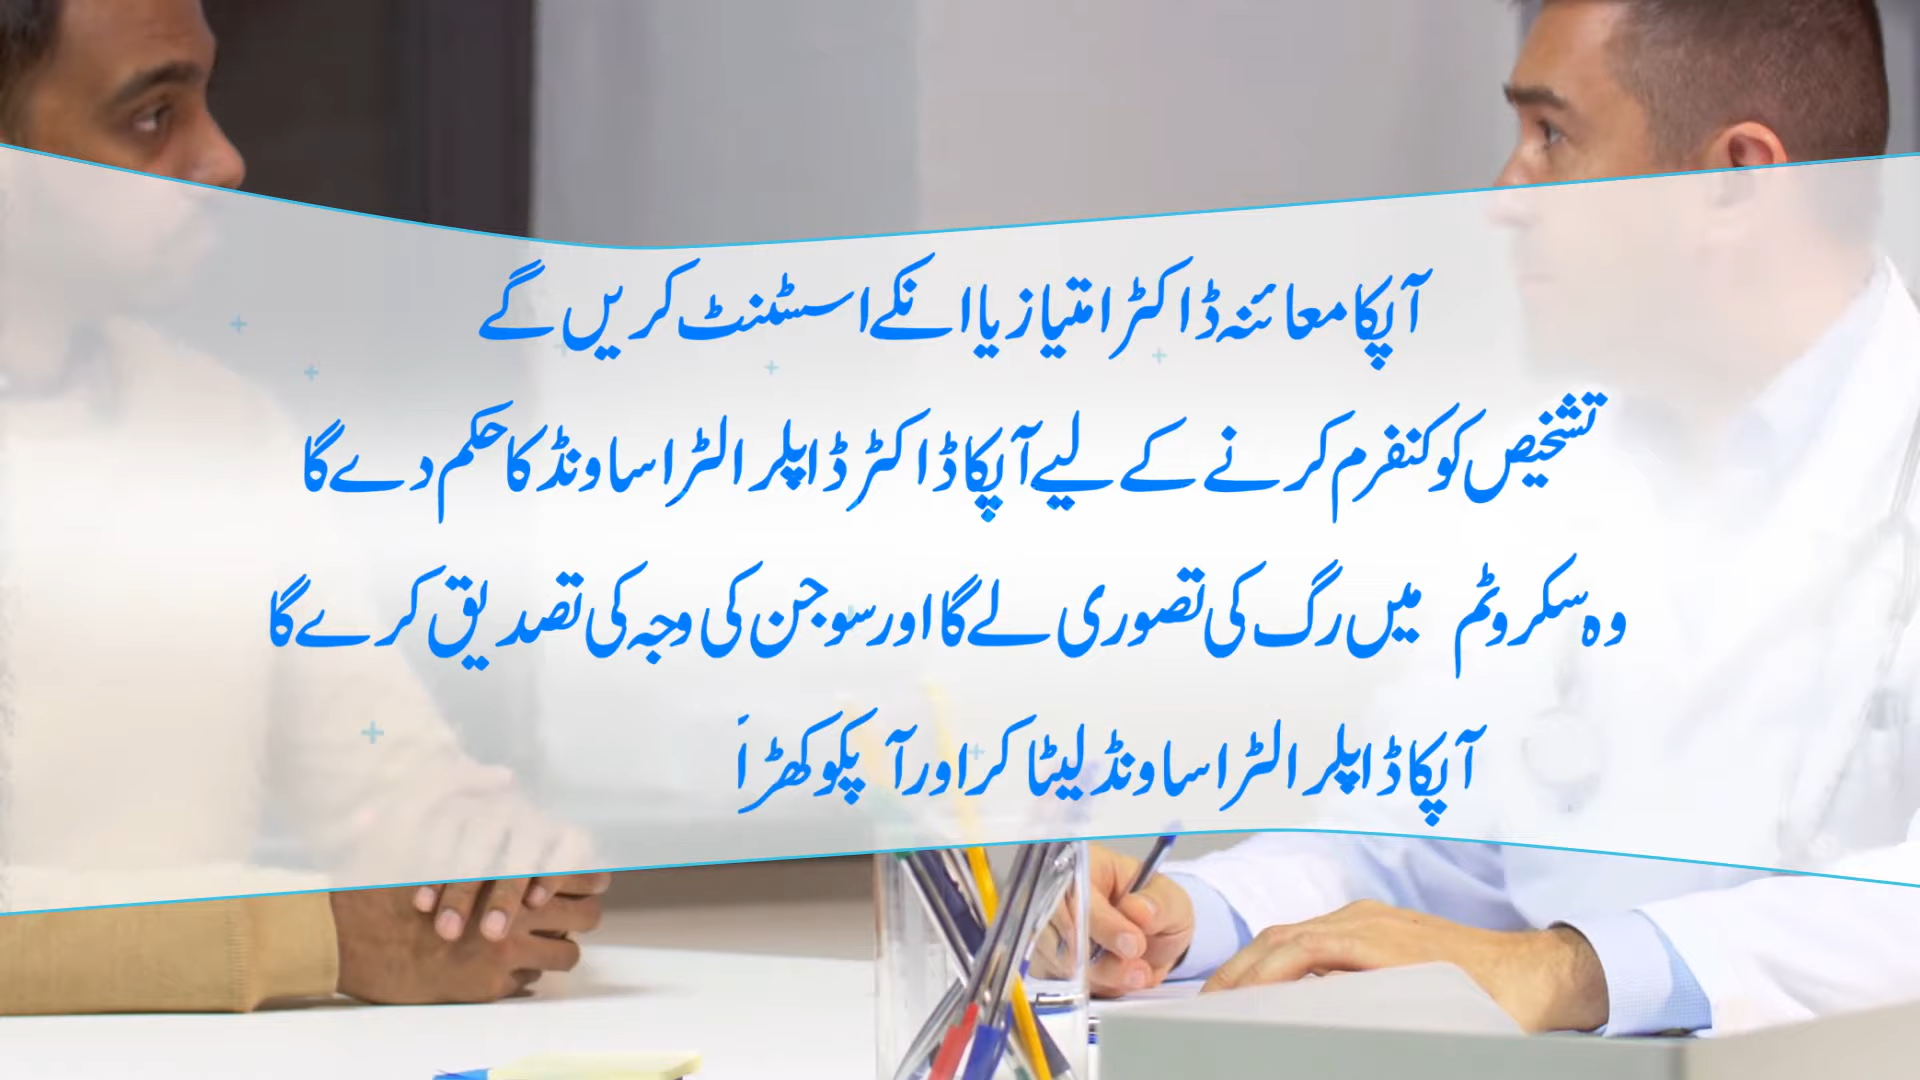 آپکا معائنہ ڈاکٹر امتیاز یا انکے اسسٹنٹ کریں گے
تشخیص کو کنفرم کرنے کے لیے آپکا ڈاکٹر ڈاپلر الٹراساونڈ کا حکم دے گا
وہ سکروٹم میں رگ کی تصوری لے گا اور سوجن کی وجہ کی تصدیق کرے گا
آپکا ڈاپلر الٹراساونڈ لیٹا کر اور آ پکو کھڑ اَ